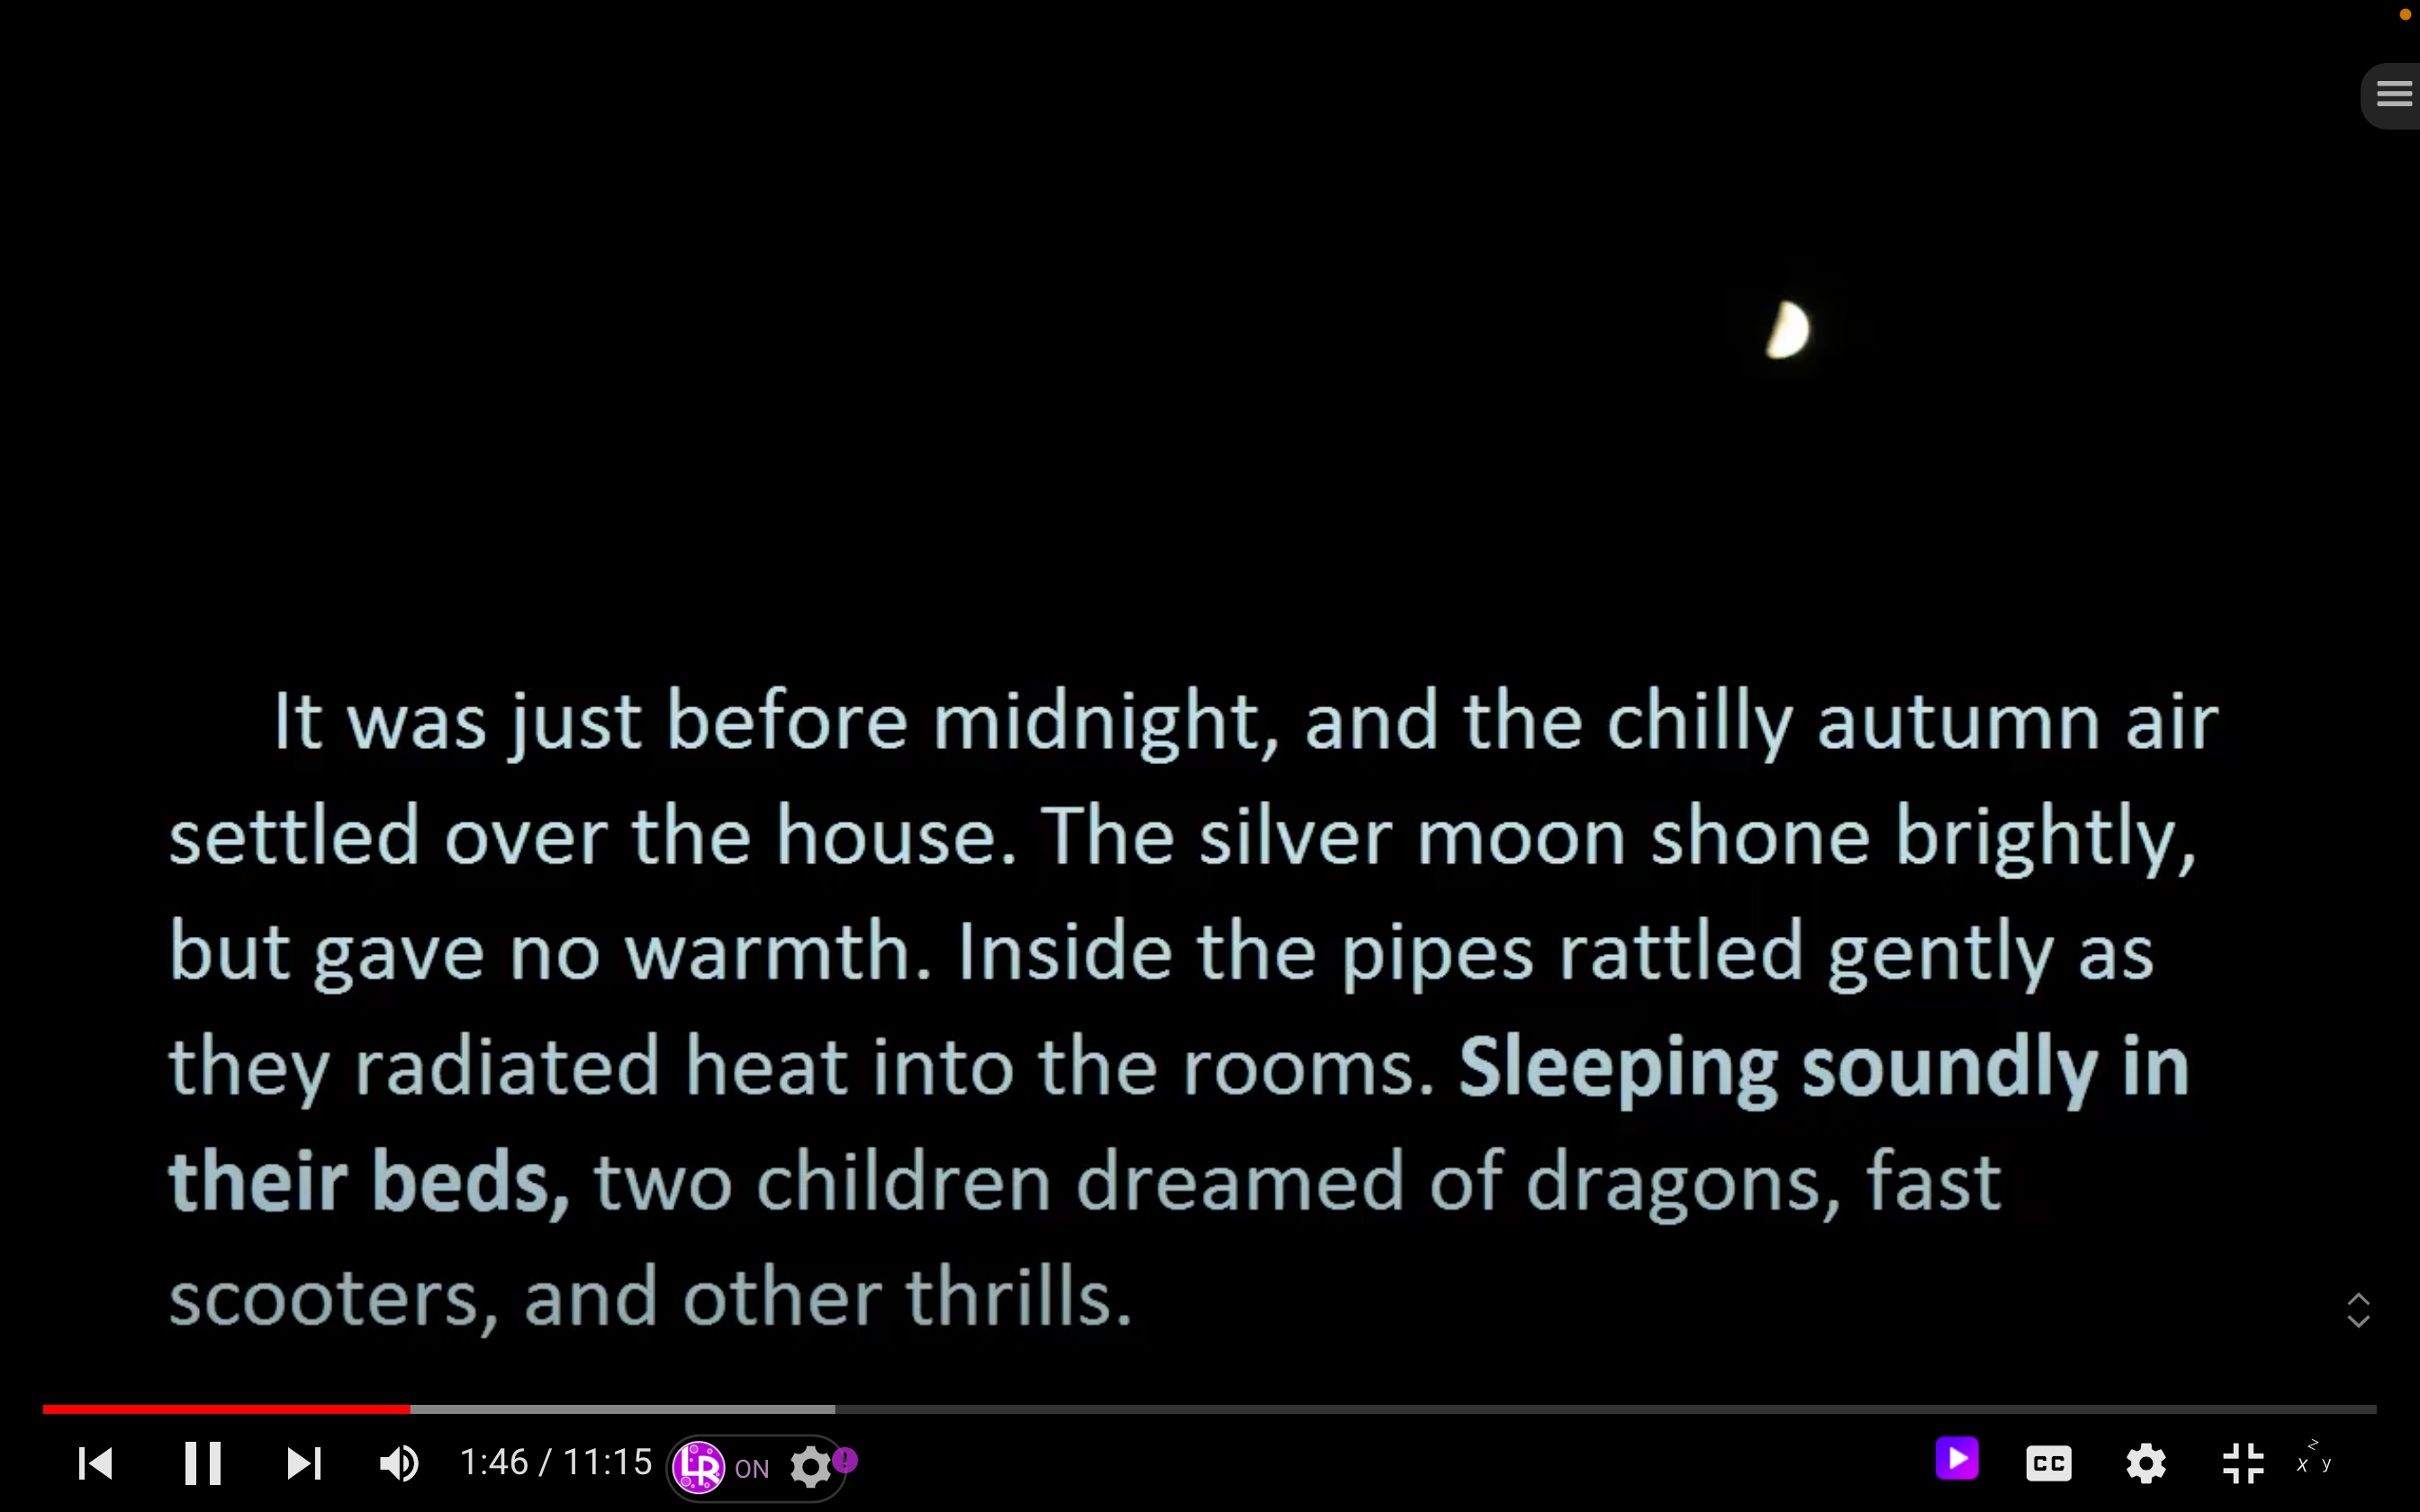 It was just before midnight, and the chilly autumn air
settled over the house. The silver moon shone brightly,
but gave no warmth. Inside the pipes rattled gently as
they radiated heat into the rooms. Sleeping soundly in
their beds, two children dreamed of dragons, fast
scooters, and other thrills.
1:46 / 11:15 LR ON ! CC z x y